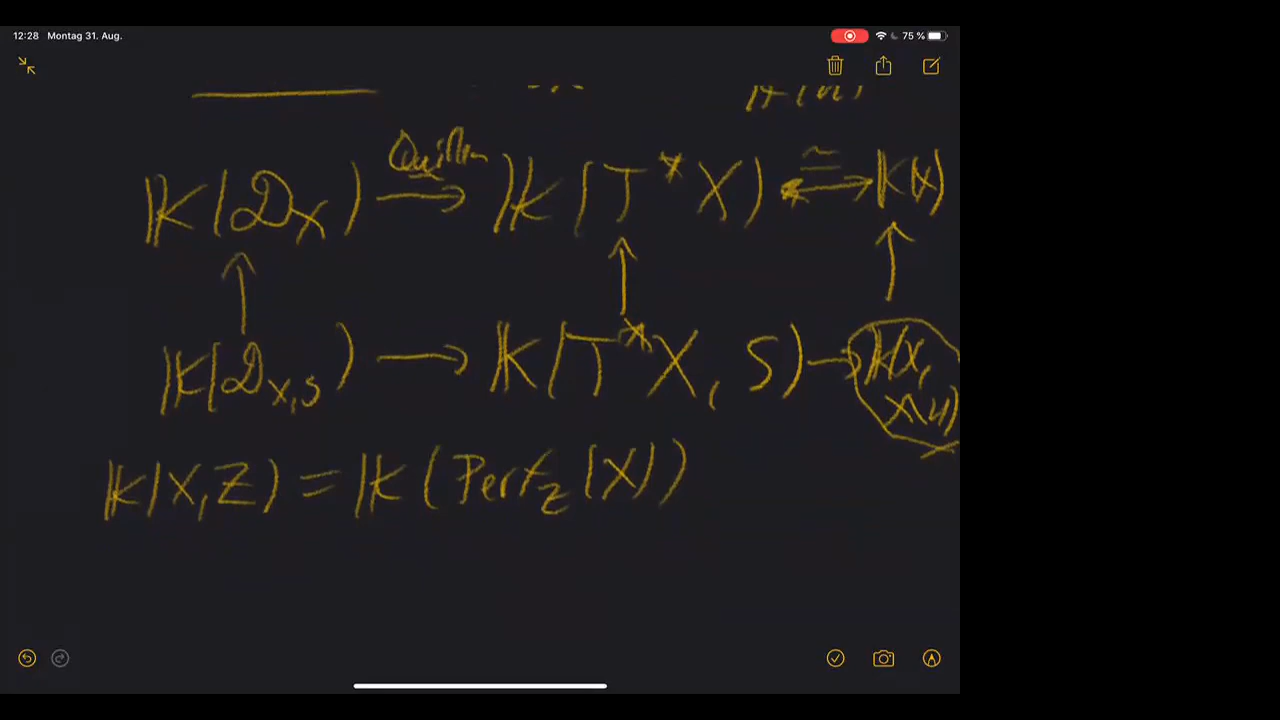 12:28 Montag 31. Aug. 75 %
Quillen
𝕂(𝒟_X) → 𝕂(T*X) ≃ ↔ 𝕂(X)
↑ ↑ ↑
𝕂(𝒟_{X,S}) → 𝕂(T*X, S) → 𝕂(X, X\U)
𝕂(X, Z) = 𝕂(Perf_Z(X))